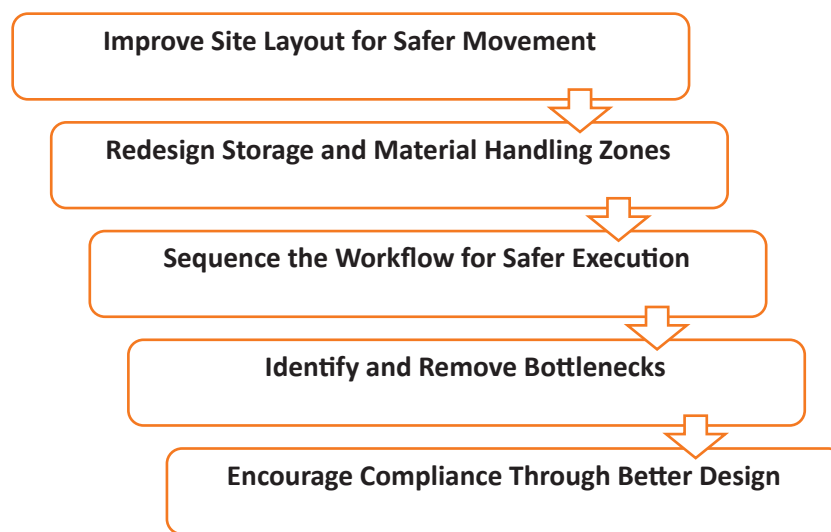 Improve Site Layout for Safer Movement
Redesign Storage and Material Handling Zones
Sequence the Workflow for Safer Execution
Identify and Remove Bottlenecks
Encourage Compliance Through Better Design